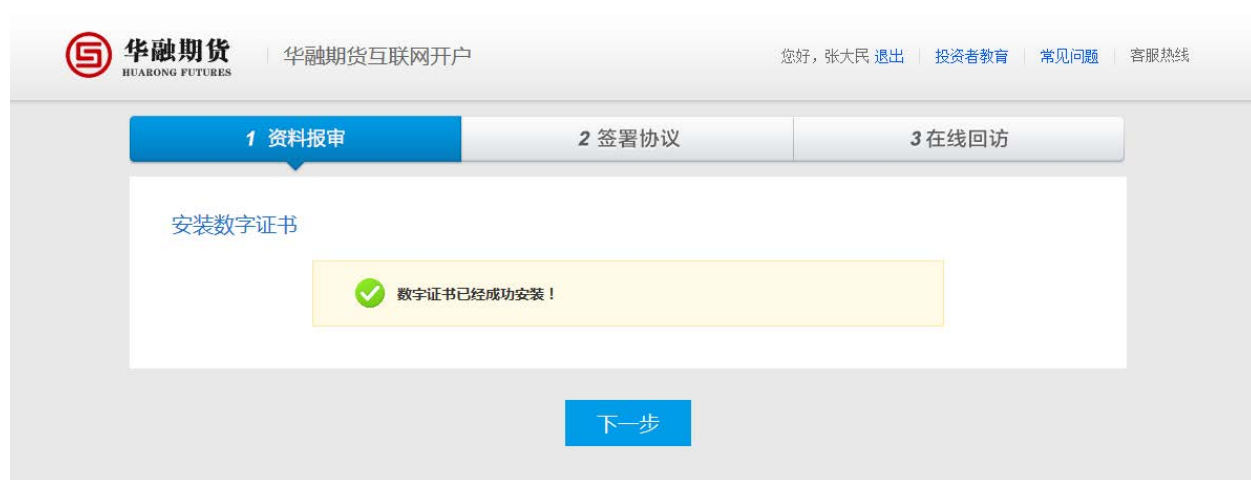 华融期货
HUARONG FUTURES
华融期货互联网开户
您好，张大民 退出 投资者教育 常见问题 客服热线
1 资料报审
2 签署协议
3 在线回访
安装数字证书
数字证书已经成功安装！
下一步